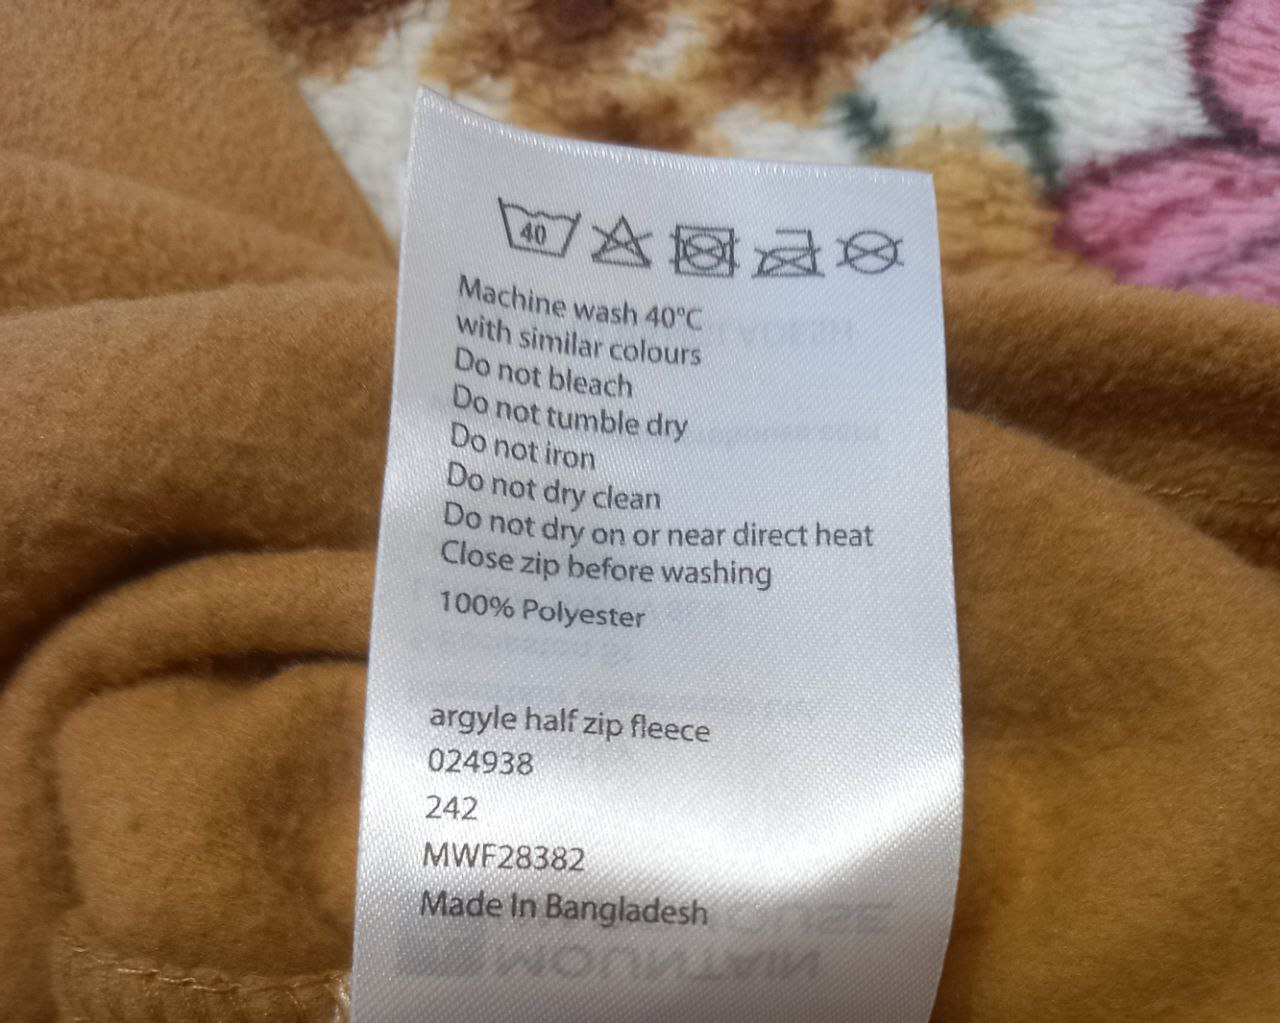 40
Machine wash 40°C
with similar colours
Do not bleach
Do not tumble dry
Do not iron
Do not dry clean
Do not dry on or near direct heat
Close zip before washing
100% Polyester
argyle half zip fleece
024938
242
MWF28382
Made In Bangladesh
MOUNTAIN